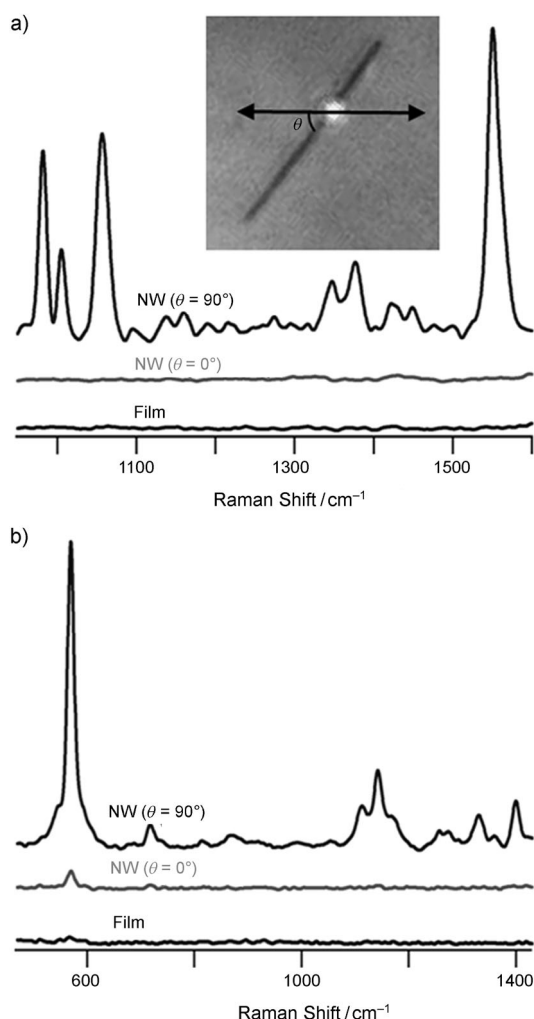 a)
θ
NW (θ = 90°)
NW (θ = 0°)
Film
1100 1300 1500
Raman Shift / cm⁻¹
b)
NW (θ = 90°)
NW (θ = 0°)
Film
600 1000 1400
Raman Shift / cm⁻¹